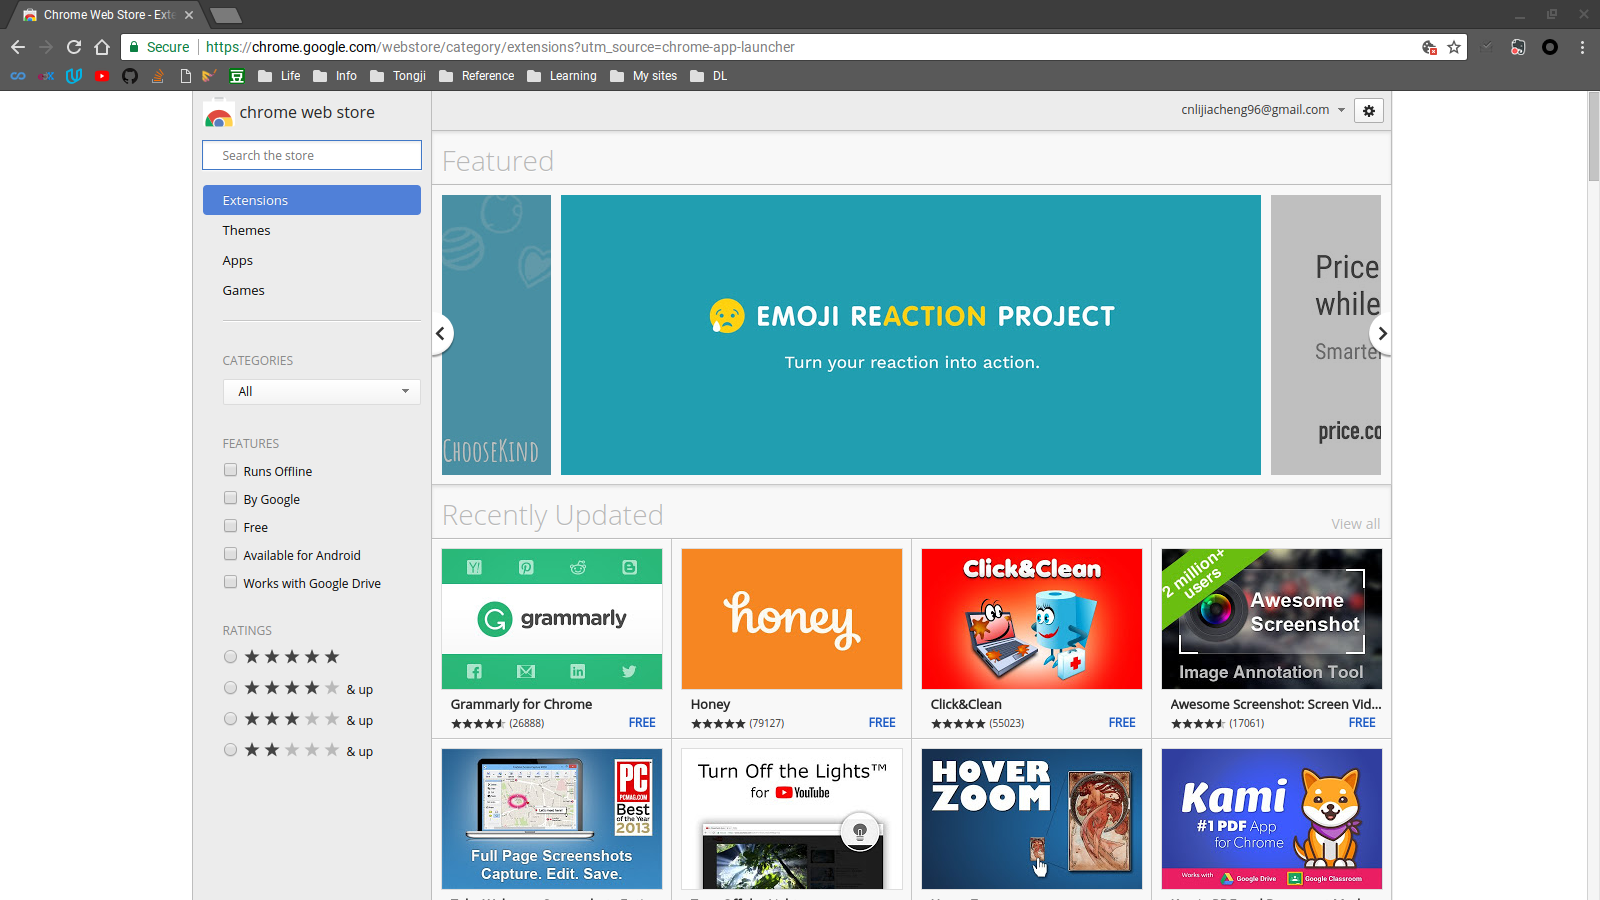 Chrome Web Store - Exte
Secure
https://chrome.google.com/webstore/category/extensions?utm_source=chrome-app-launcher
Life
Info
Tongji
Reference
Learning
My sites
DL
chrome web store
cnlijiacheng96@gmail.com
Search the store
Extensions
Themes
Apps
Games
CATEGORIES
All
FEATURES
Runs Offline
By Google
Free
Available for Android
Works with Google Drive
RATINGS
& up
& up
& up
Featured
CHOOSEKIND
EMOJI REACTION PROJECT
Turn your reaction into action.
Price
while
Smarte
price.co
Recently Updated
View all
grammarly
Grammarly for Chrome
(26888)
FREE
honey
Honey
(79127)
FREE
Click&Clean
Click&Clean
(55023)
FREE
2 million+
users
Awesome
Screenshot
Image Annotation Tool
Awesome Screenshot: Screen Vid...
(17061)
FREE
PC
PCMAG.COM
Best
of the Year
2013
Full Page Screenshots
Capture. Edit. Save.
Turn Off the Lights™
for YouTube
HOVER
ZOOM
Kami
#1 PDF App
for Chrome
Works with
Google Drive
Google Classroom